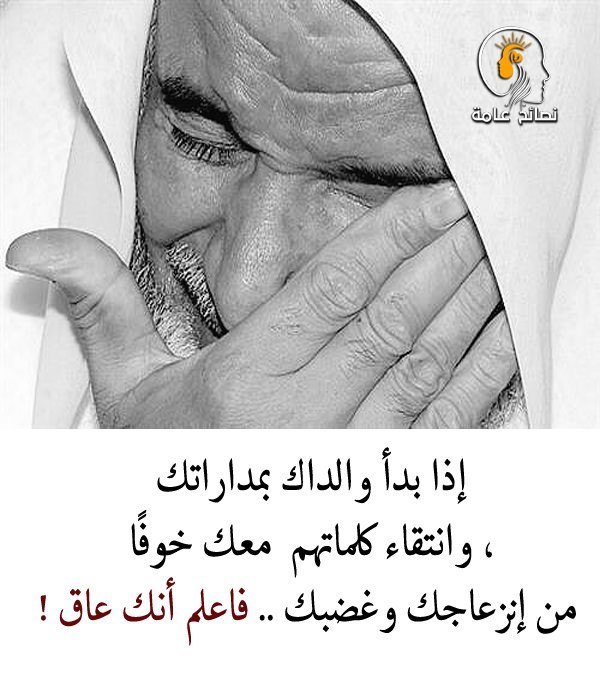 نصائح عامة
إذا بدأ والداك بمداراتك
، وانتقاء كلماتهم معك خوفًا
من إنزعاجك وغضبك .. فاعلم أنك عاق !